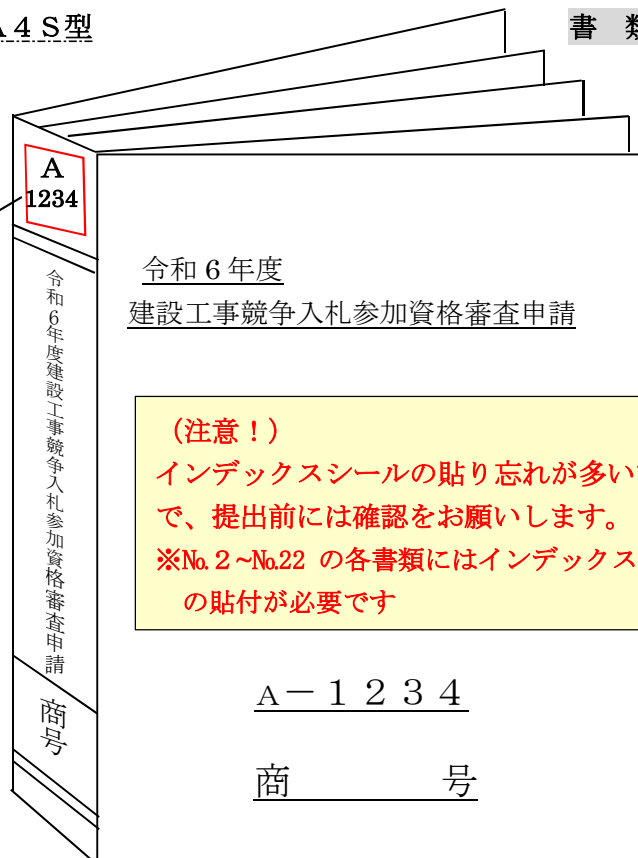 Ａ４Ｓ型
書　類
A
1234
令和６年度建設工事競争入札参加資格審査申請
商号
令和６年度
建設工事競争入札参加資格審査申請
（注意！）
インデックスシールの貼り忘れが多い
で、提出前には確認をお願いします。
※№２~№22 の各書類にはインデックス
の貼付が必要です
Ａ－１２３４
商　　　　号